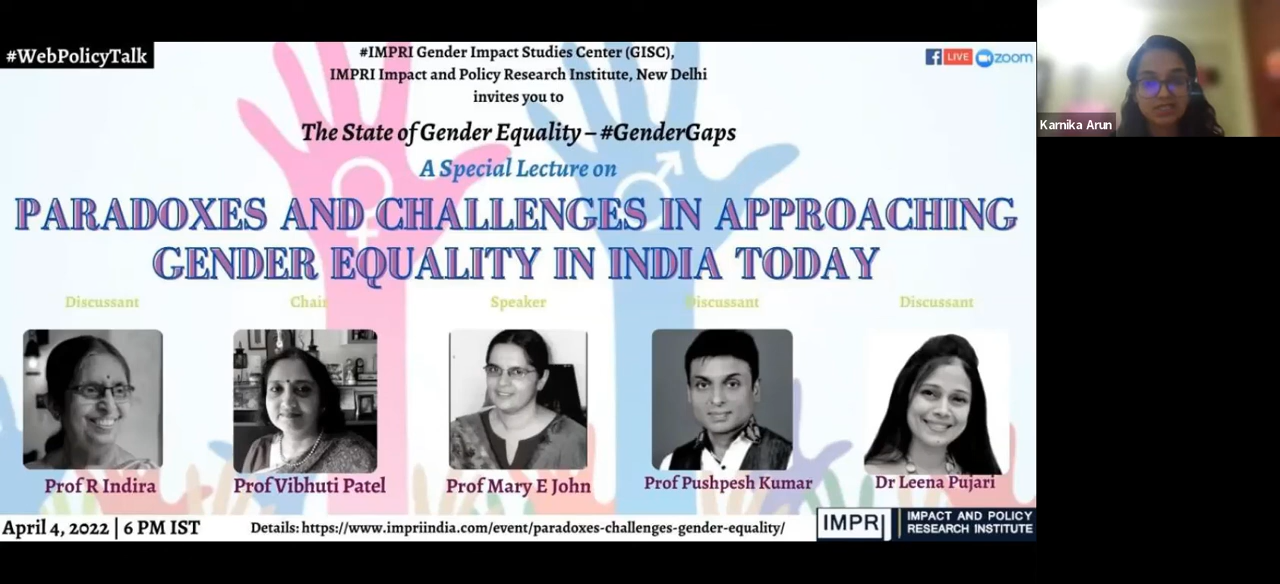 #WebPolicyTalk
#IMPRI Gender Impact Studies Center (GISC),
IMPRI Impact and Policy Research Institute, New Delhi
invites you to
f LIVE zoom
The State of Gender Equality – #GenderGaps
A Special Lecture on
PARADOXES AND CHALLENGES IN APPROACHING
GENDER EQUALITY IN INDIA TODAY
Discussant Chair Speaker Discussant Discussant
Prof R Indira Prof Vibhuti Patel Prof Mary E John Prof Pushpesh Kumar Dr Leena Pujari
April 4, 2022 | 6 PM IST
Details: https://www.impriindia.com/event/paradoxes-challenges-gender-equality/
IMPRI
IMPACT AND POLICY
RESEARCH INSTITUTE
Karnika Arun